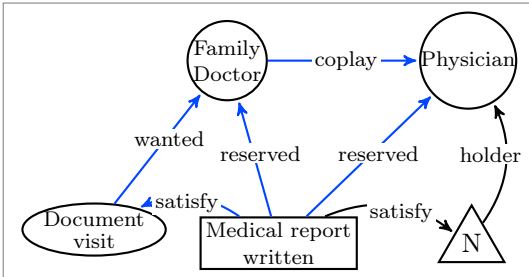 Family
Doctor
coplay
Physician
wanted
reserved
reserved
holder
satisfy
satisfy
Document
visit
Medical report
written
N